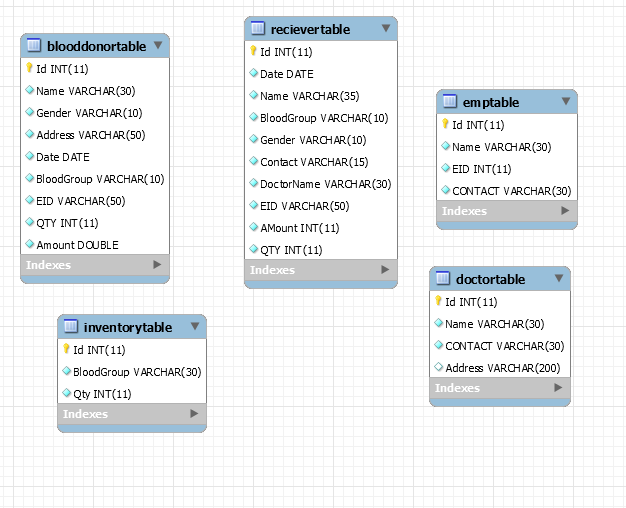 blooddonortable
Id INT(11)
Name VARCHAR(30)
Gender VARCHAR(10)
Address VARCHAR(50)
Date DATE
BloodGroup VARCHAR(10)
EID VARCHAR(50)
QTY INT(11)
Amount DOUBLE
Indexes
recievertable
Id INT(11)
Date DATE
Name VARCHAR(35)
BloodGroup VARCHAR(10)
Gender VARCHAR(10)
Contact VARCHAR(15)
DoctorName VARCHAR(30)
EID VARCHAR(50)
AMount INT(11)
QTY INT(11)
Indexes
emptable
Id INT(11)
Name VARCHAR(30)
EID INT(11)
CONTACT VARCHAR(30)
Indexes
inventorytable
Id INT(11)
BloodGroup VARCHAR(30)
Qty INT(11)
Indexes
doctortable
Id INT(11)
Name VARCHAR(30)
CONTACT VARCHAR(30)
Address VARCHAR(200)
Indexes